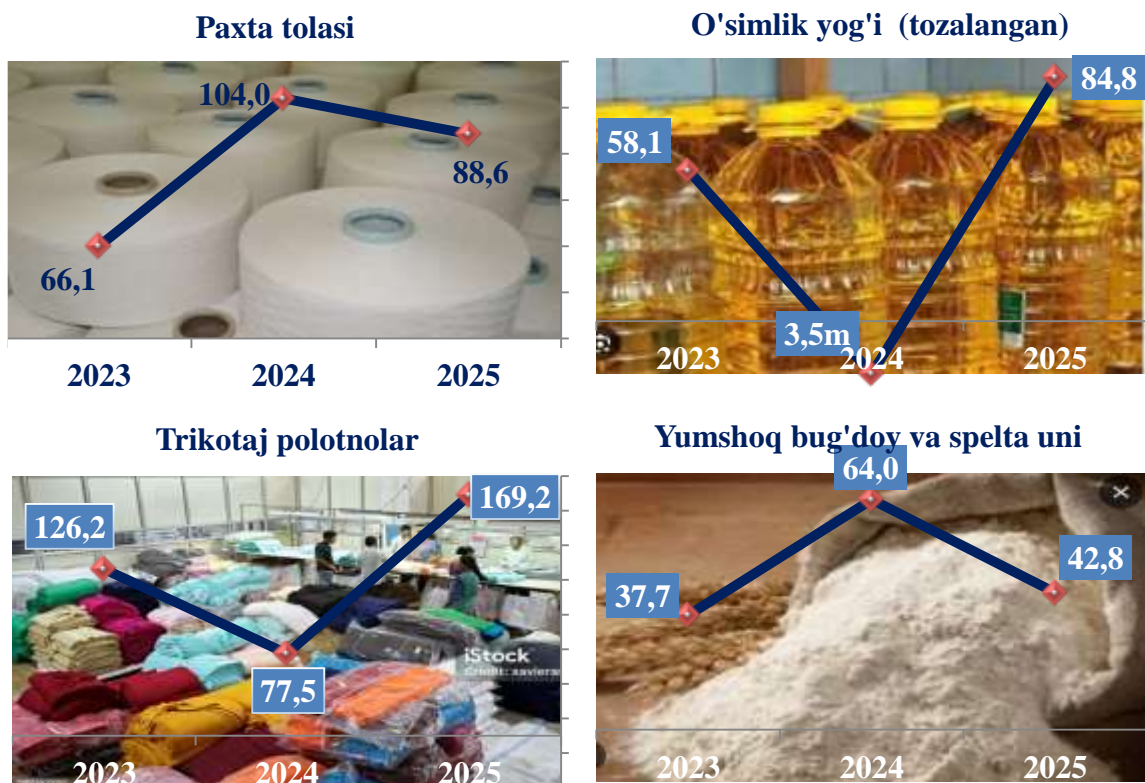 Paxta tolasi
104,0
66,1
88,6
2023 2024 2025
O'simlik yog'i (tozalangan)
84,8
58,1
3,5m
2023 2024 2025
Trikotaj polotnolar
169,2
126,2
iStock
Credit: saviers
77,5
2023 2024 2025
Yumshoq bug'doy va spelta uni
64,0
42,8
37,7
2023 2024 2025